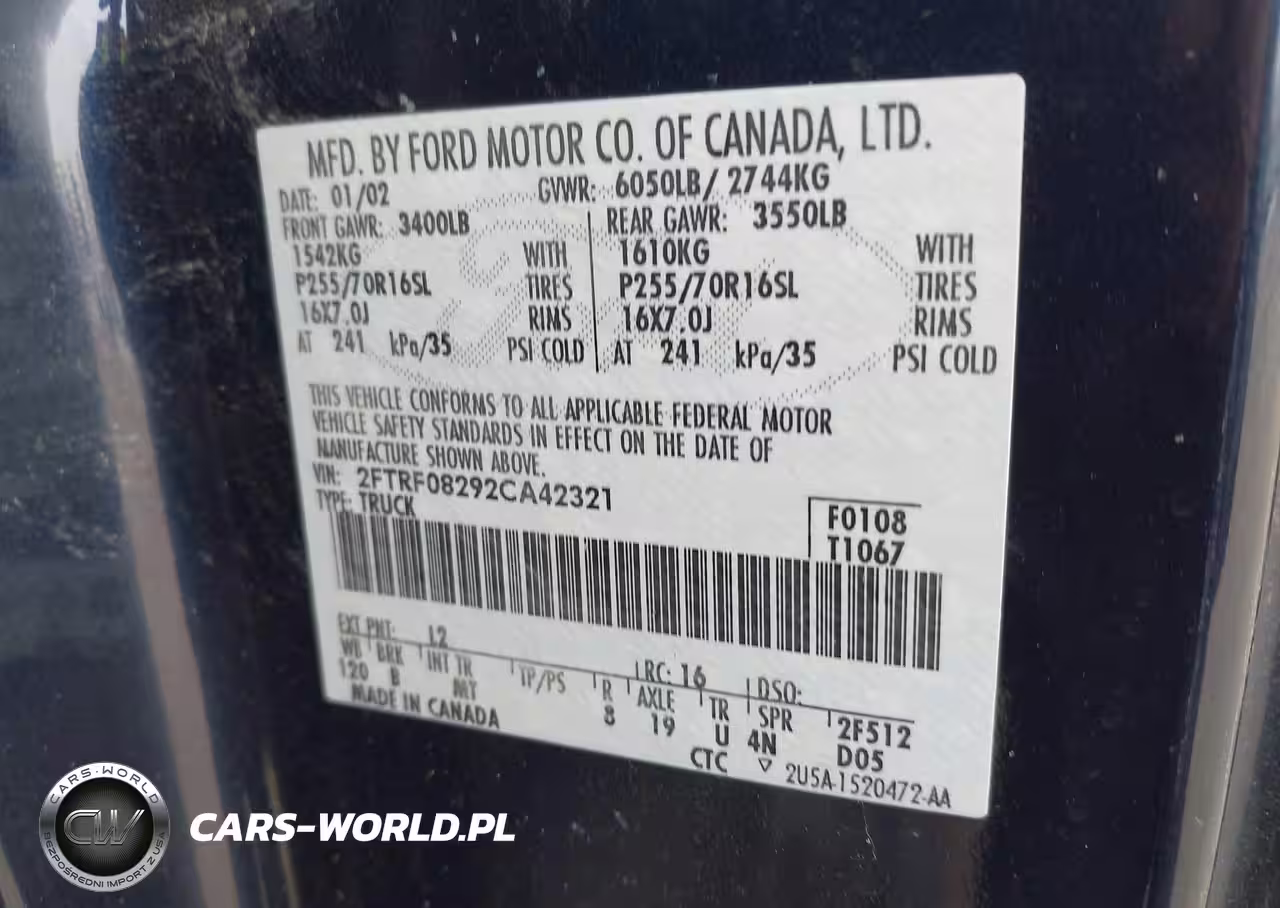 MFD. BY FORD MOTOR CO. OF CANADA, LTD.
DATE: 01/02 GVWR: 6050LB/ 2744KG
FRONT GAWR: 3400LB REAR GAWR: 3550LB
1542KG WITH 1610KG WITH
P255/70R16SL TIRES P255/70R16SL TIRES
16X7.0J RIMS 16X7.0J RIMS
AT 241 kPa/35 PSI COLD AT 241 kPa/35 PSI COLD
THIS VEHICLE CONFORMS TO ALL APPLICABLE FEDERAL MOTOR
VEHICLE SAFETY STANDARDS IN EFFECT ON THE DATE OF
MANUFACTURE SHOWN ABOVE.
VIN: 2FTRF08292CA42321
TYPE: TRUCK
F0108
T1067
EXT PNT: 12 RC: 16 DSO:
WB BRK INT TR TP/PS R AXLE TR SPR 2F512
120 B MT 8 19 U 4N D05
MADE IN CANADA CTC ▽ 2U5A-1520472-AA
CARS-WORLD
CW
BEZPOŚREDNI IMPORT Z USA
CARS-WORLD.PL